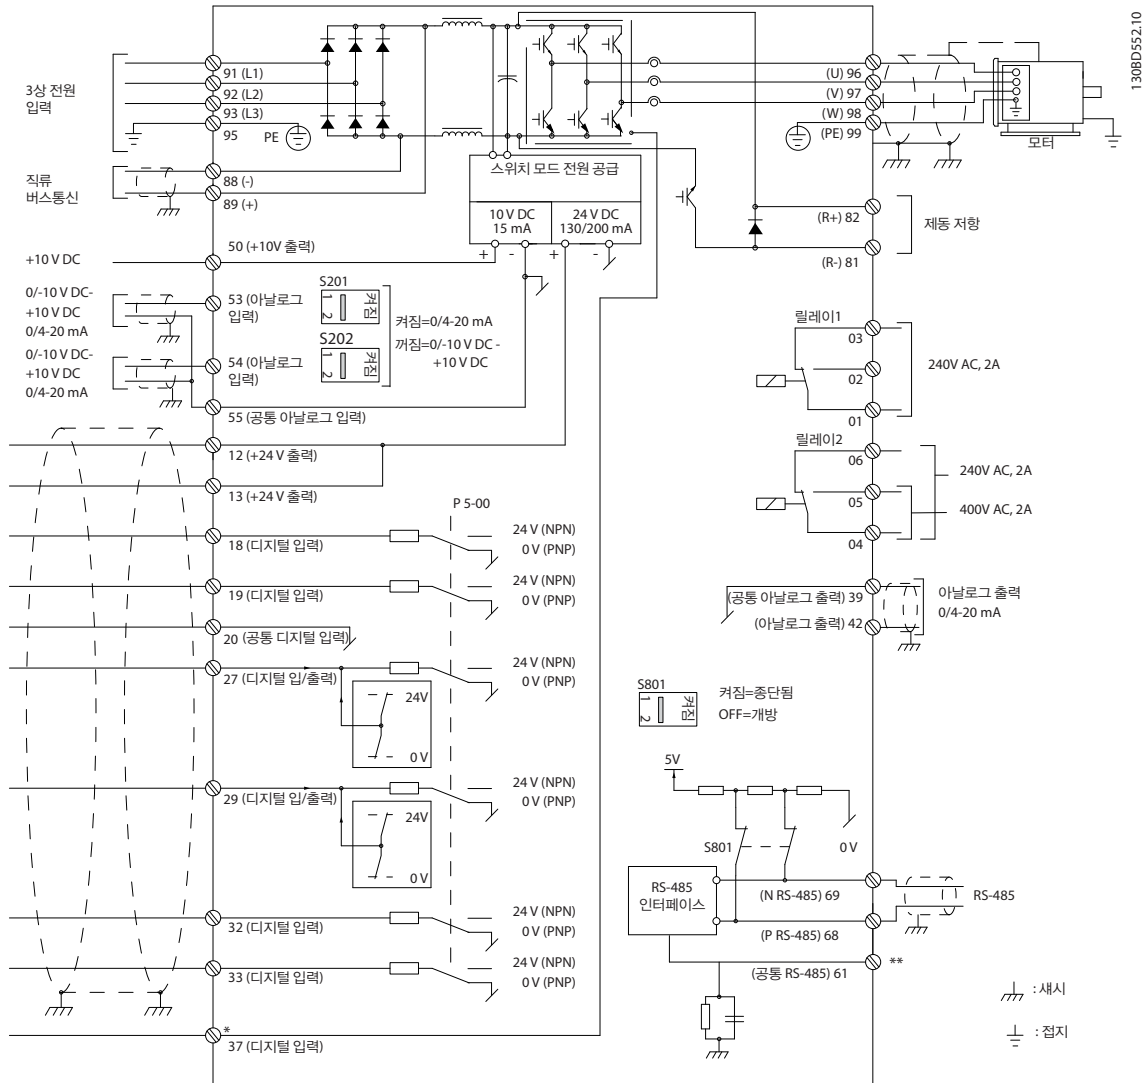 130BD552.10
3상 전원
입력
91 (L1)
92 (L2)
93 (L3)
95
PE
직류
버스통신
88 (-)
89 (+)
스위치 모드 전원 공급
10 V DC
15 mA
24 V DC
130/200 mA
+
-
+
-
(U) 96
(V) 97
(W) 98
(PE) 99
모터
(R+) 82
제동 저항
(R-) 81
+10 V DC
50 (+10V 출력)
0/-10 V DC-
+10 V DC
0/4-20 mA
53 (아날로그
입력)
S201
1
2
켜짐
0/-10 V DC-
+10 V DC
0/4-20 mA
54 (아날로그
입력)
S202
1
2
켜짐
켜짐=0/4-20 mA
꺼짐=0/-10 V DC -
+10 V DC
55 (공통 아날로그 입력)
12 (+24 V 출력)
13 (+24 V 출력)
릴레이1
03
02
01
240V AC, 2A
릴레이2
06
05
04
240V AC, 2A
400V AC, 2A
P 5-00
18 (디지털 입력)
24 V (NPN)
0 V (PNP)
19 (디지털 입력)
24 V (NPN)
0 V (PNP)
20 (공통 디지털 입력)
27 (디지털 입/출력)
24 V (NPN)
0 V (PNP)
24V
0 V
29 (디지털 입/출력)
24 V (NPN)
0 V (PNP)
24V
0 V
32 (디지털 입력)
24 V (NPN)
0 V (PNP)
33 (디지털 입력)
24 V (NPN)
0 V (PNP)
*
37 (디지털 입력)
(공통 아날로그 출력) 39
(아날로그 출력) 42
아날로그 출력
0/4-20 mA
S801
1
2
켜짐
켜짐=종단됨
OFF=개방
5V
S801
0 V
RS-485
인터페이스
(N RS-485) 69
(P RS-485) 68
RS-485
(공통 RS-485) 61
**
: 섀시
: 접지